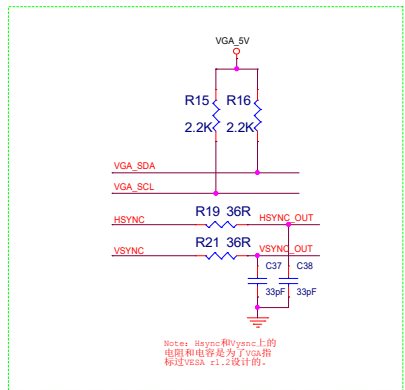 VGA_5V
R15 R16
2.2K 2.2K
VGA_SDA
VGA_SCL
R19 36R
HSYNC
HSYNC_OUT
R21 36R
VSYNC
VSYNC_OUT
C37 C38
33pF 33pF
Note: Hsync和Vysnc上的
电阻和电容是为了VGA指
标过VESA r1.2设计的。